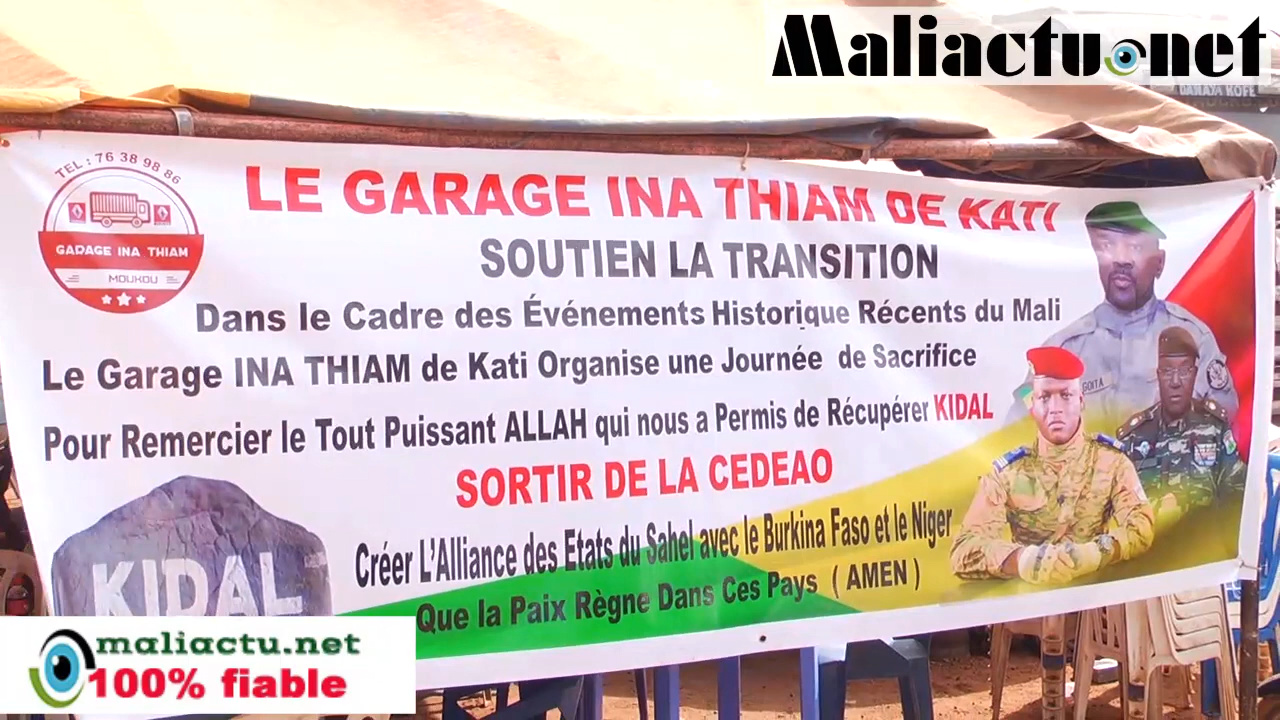 Maliactu.net
DANAYA KOFE
TEL : 76 38 98 86
GARAGE INA THIAM
MOUKOU
LE GARAGE INA THIAM DE KATI
SOUTIEN LA TRANSITION
Dans le Cadre des Événements Historique Récents du Mali
Le Garage INA THIAM de Kati Organise une Journée de Sacrifice
Pour Remercier le Tout Puissant ALLAH qui nous a Permis de Récupérer KIDAL
SORTIR DE LA CEDEAO
Créer L'Alliance des Etats du Sahel avec le Burkina Faso et le Niger
Que la Paix Règne Dans Ces Pays ( AMEN )
GOITA
KIDAL
maliactu.net
100% fiable